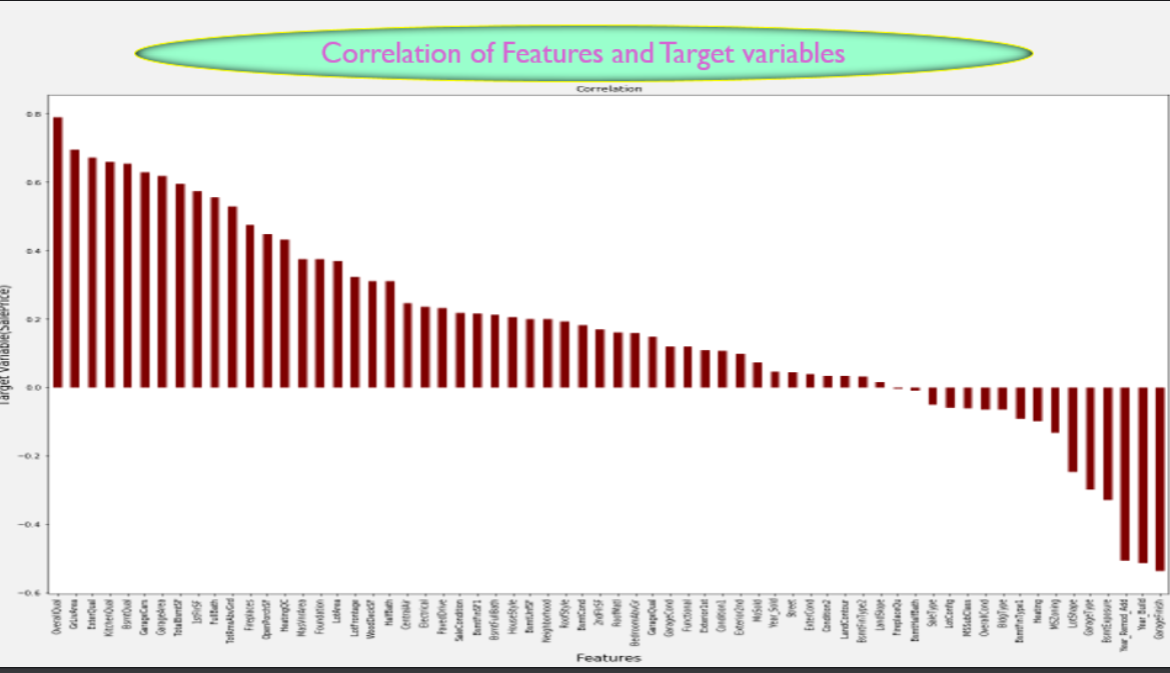 Correlation of Features and Target variables
Correlation
0.8
0.6
0.4
0.2
0.0
−0.2
−0.4
−0.6
Target Variable(SalePrice)
OverallQual
GrLivArea
ExterQual
KitchenQual
BsmtQual
GarageCars
GarageArea
TotalBsmtSF
1stFlrSF
FullBath
TotRmsAbvGrd
Fireplaces
OpenPorchSF
HeatingQC
MasVnrArea
Foundation
LotArea
LotFrontage
WoodDeckSF
HalfBath
CentralAir
Electrical
PavedDrive
SaleCondition
BsmtFinSF1
BsmtFullBath
HouseStyle
BsmtUnfSF
Neighborhood
RoofStyle
BsmtCond
2ndFlrSF
RoofMatl
BedroomAbvGr
GarageQual
GarageCond
Functional
Exterior1st
Condition1
Exterior2nd
MoSold
Year_Sold
Street
ExterCond
Condition2
LandContour
BsmtFinType2
LandSlope
FireplaceQu
BsmtHalfBath
SaleType
LotConfig
MSSubClass
OverallCond
BldgType
BsmtFinType1
Heating
MSZoning
LotShape
GarageType
BsmtExposure
Year_Remod_Add
Year_Build
GarageFinish
Features